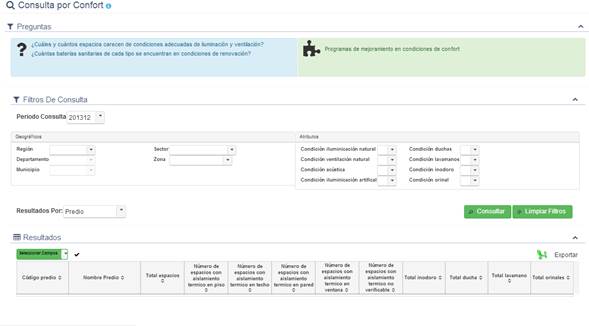 Consulta por Confort
Preguntas
¿Cuáles y cuántos espacios carecen de condiciones adecuadas de iluminación y ventilación?
¿Cuántas baterías sanitarias de cada tipo se encuentran en condiciones de renovación?
Programas de mejoramiento en condiciones de confort
Filtros De Consulta
Periodo Consulta 201312
Geográficos
Atributos
Región
Sector
Condición iluminicación natural
Condición duchas
Departamento
Zona
Condición ventilación natural
Condición lavamanos
Municipio
Condición acústica
Condición inodoro
Condición iluminicación artifical
Condición orinal
Resultados Por: Predio
Consultar
Limpiar Filtros
Resultados
Seleccionar Campos
Exportar
Código predio
Nombre Predio
Total espacios
Número de espacios con aislamiento termico en piso
Número de espacios con aislamiento termico en techo
Número de espacios con aislamiento termico en pared
Número de espacios con aislamiento termico en ventana
Número de espacios con aislamiento termico no verificable
Total inodoro
Total ducha
Total lavamano
Total orinales